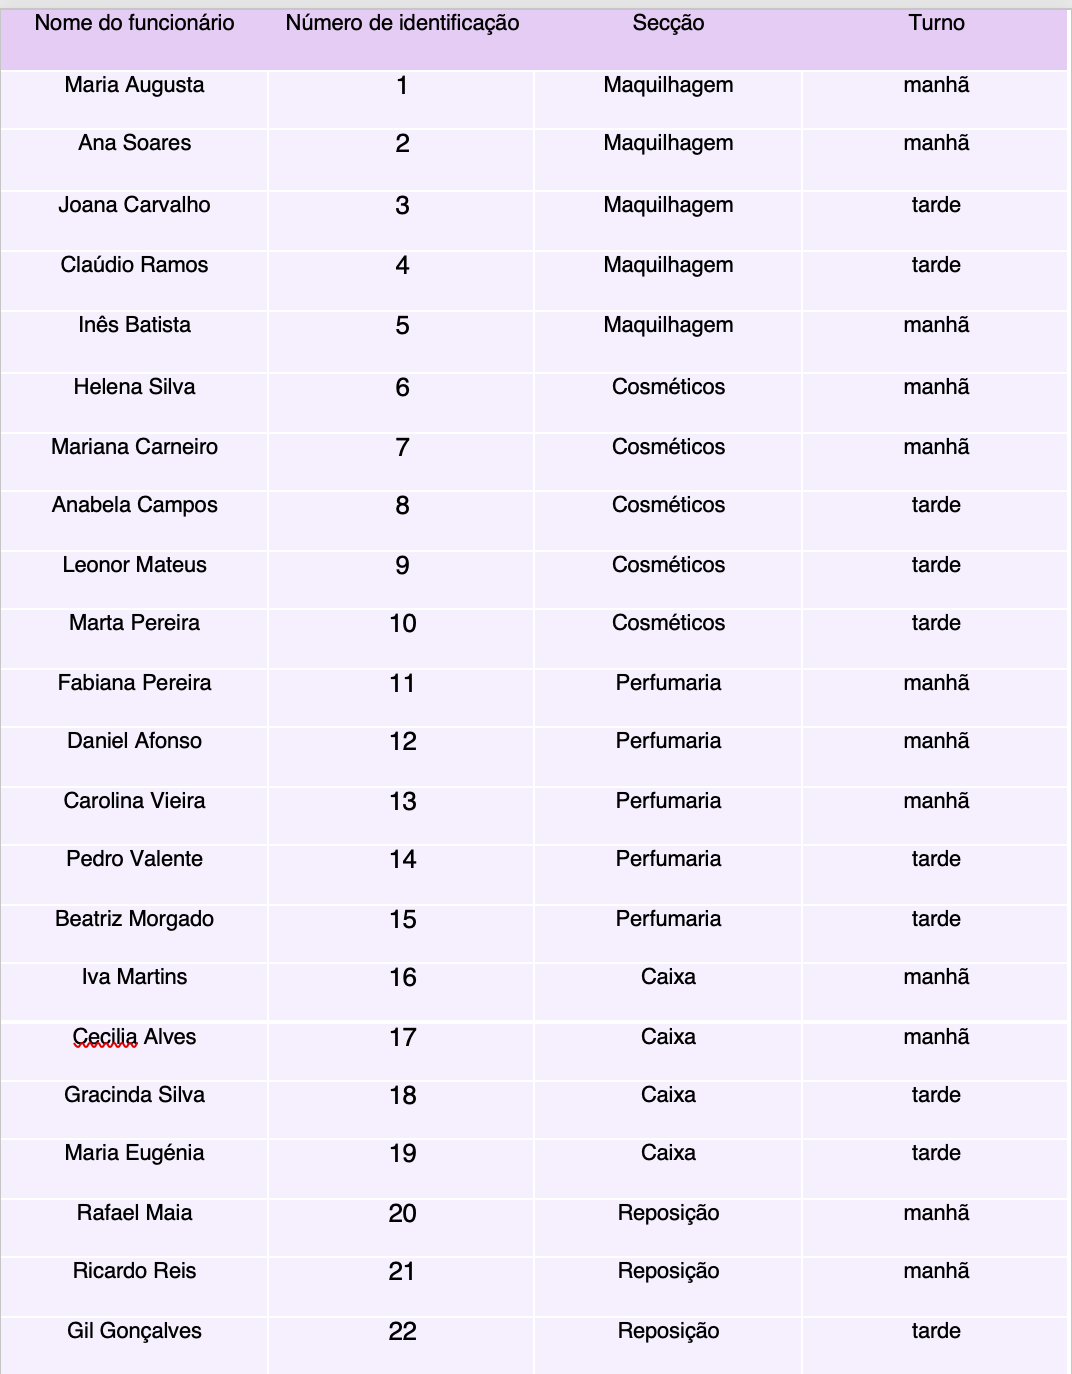 Nome do funcionário Número de identificação Secção Turno
Maria Augusta 1 Maquilhagem manhã
Ana Soares 2 Maquilhagem manhã
Joana Carvalho 3 Maquilhagem tarde
Claúdio Ramos 4 Maquilhagem tarde
Inês Batista 5 Maquilhagem manhã
Helena Silva 6 Cosméticos manhã
Mariana Carneiro 7 Cosméticos manhã
Anabela Campos 8 Cosméticos tarde
Leonor Mateus 9 Cosméticos tarde
Marta Pereira 10 Cosméticos tarde
Fabiana Pereira 11 Perfumaria manhã
Daniel Afonso 12 Perfumaria manhã
Carolina Vieira 13 Perfumaria manhã
Pedro Valente 14 Perfumaria tarde
Beatriz Morgado 15 Perfumaria tarde
Iva Martins 16 Caixa manhã
Cecilia Alves 17 Caixa manhã
Gracinda Silva 18 Caixa tarde
Maria Eugénia 19 Caixa tarde
Rafael Maia 20 Reposição manhã
Ricardo Reis 21 Reposição manhã
Gil Gonçalves 22 Reposição tarde